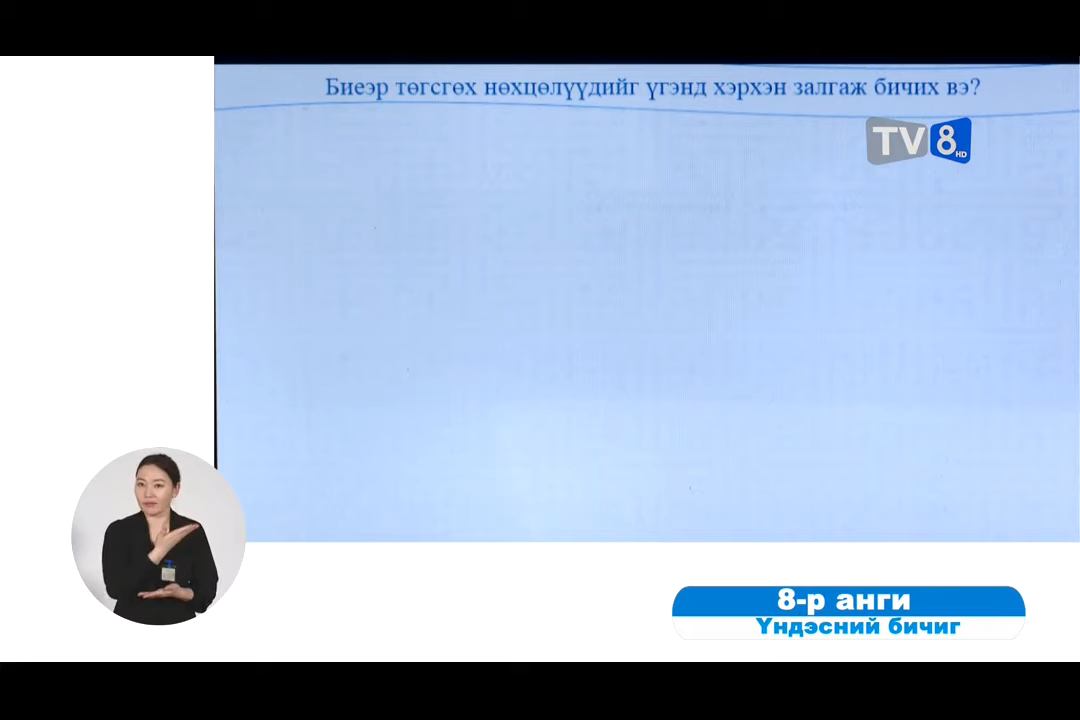 Биеэр төгсгөх нөхцөлүүдийг үгэнд хэрхэн залгаж бичих вэ?
TV8 HD
8-р анги
Үндэсний бичиг